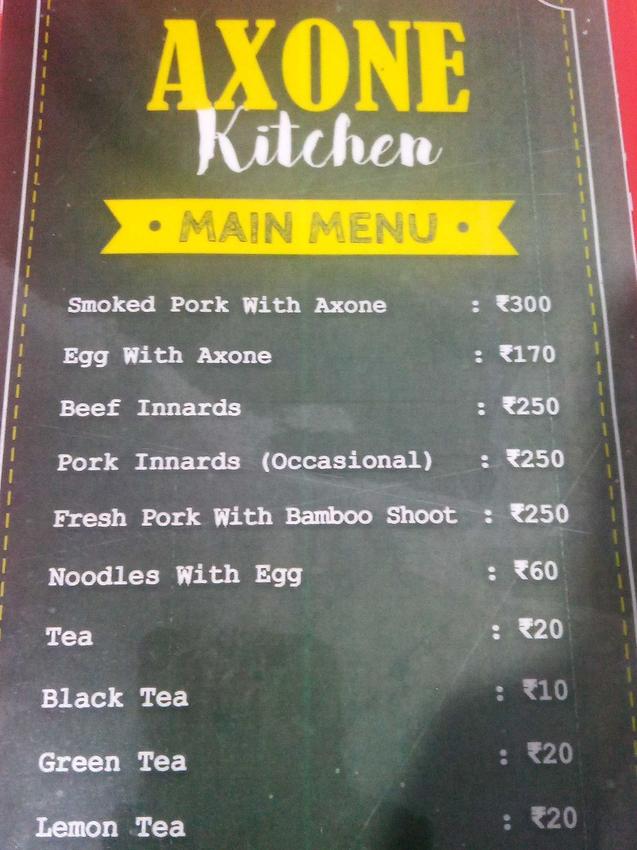 AXONE
Kitchen
• MAIN MENU •
Smoked Pork With Axone : ₹300
Egg With Axone : ₹170
Beef Innards : ₹250
Pork Innards (Occasional) : ₹250
Fresh Pork With Bamboo Shoot : ₹250
Noodles With Egg : ₹60
Tea : ₹20
Black Tea : ₹10
Green Tea : ₹20
Lemon Tea : ₹20